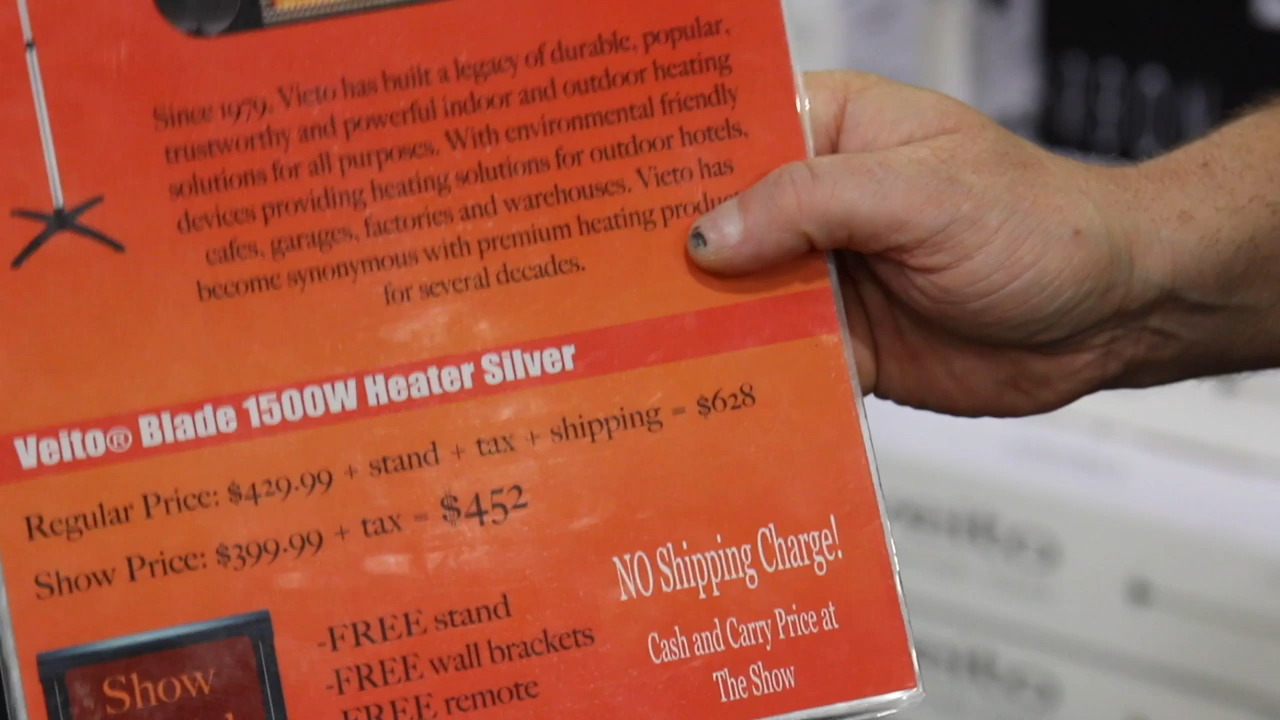 Since 1979, Vieto has built a legacy of durable, popular,
trustworthy and powerful indoor and outdoor heating
solutions for all purposes. With environmental friendly
devices providing heating solutions for outdoor hotels,
cafes, garages, factories and warehouses. Vieto has
become synonymous with premium heating
for several decades.
Veito® Blade 1500W Heater Silver
Regular Price: $429.99 + stand + tax + shipping = $628
Show Price: $399.99 + tax = $452
NO Shipping Charge!
Cash and Carry Price at
The Show
-FREE stand
-FREE wall brackets
-FREE remote
Show